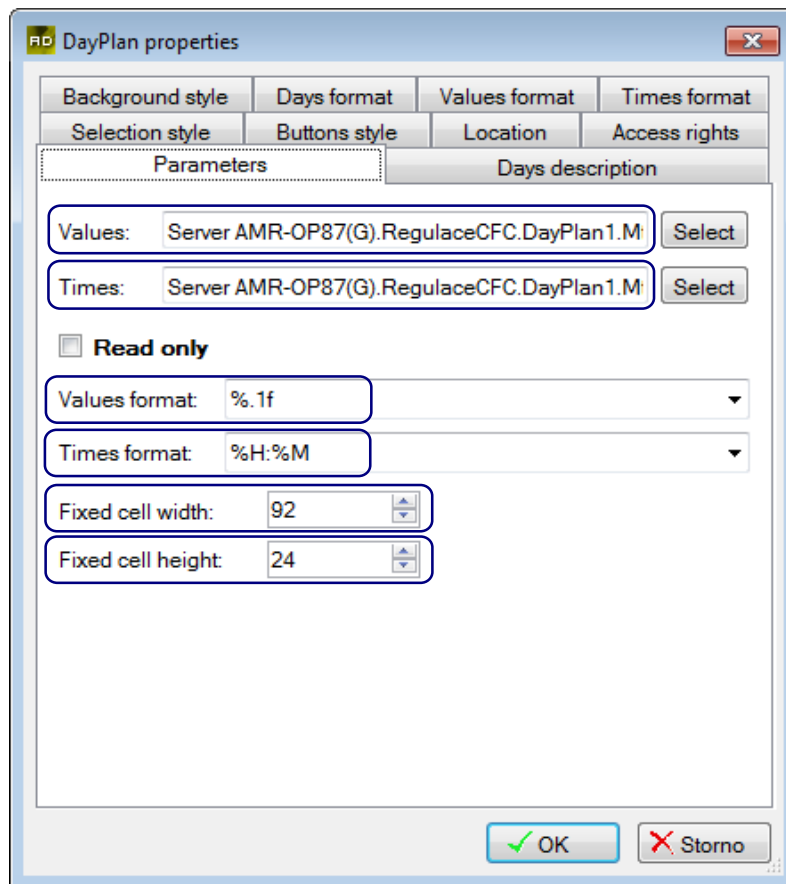 AD DayPlan properties
Background style Days format Values format Times format
Selection style Buttons style Location Access rights
Parameters Days description
Values: Server AMR-OP87(G).RegulaceCFC.DayPlan1.M Select
Times: Server AMR-OP87(G).RegulaceCFC.DayPlan1.M Select
Read only
Values format: %.1f
Times format: %H:%M
Fixed cell width: 92
Fixed cell height: 24
OK Storno